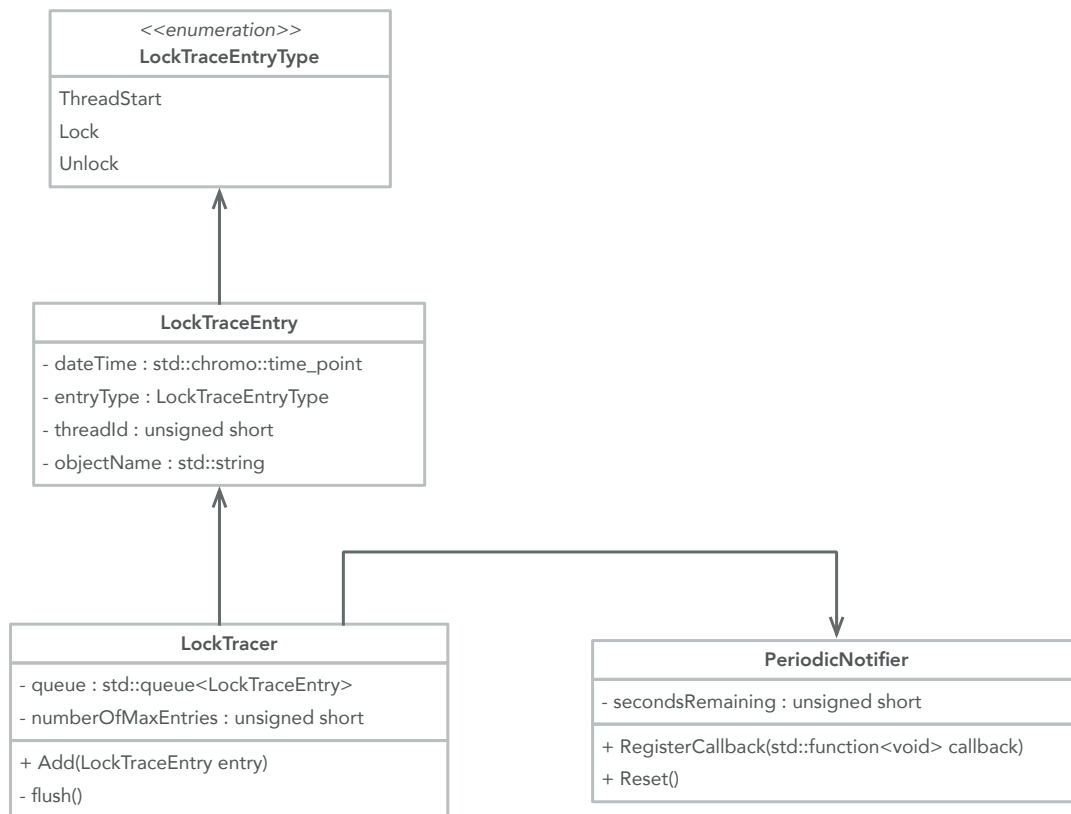 <<enumeration>>
LockTraceEntryType
ThreadStart
Lock
Unlock
LockTraceEntry
- dateTime : std::chromo::time_point
- entryType : LockTraceEntryType
- threadId : unsigned short
- objectName : std::string
LockTracer
- queue : std::queue<LockTraceEntry>
- numberOfMaxEntries : unsigned short
+ Add(LockTraceEntry entry)
- flush()
PeriodicNotifier
- secondsRemaining : unsigned short
+ RegisterCallback(std::function<void> callback)
+ Reset()